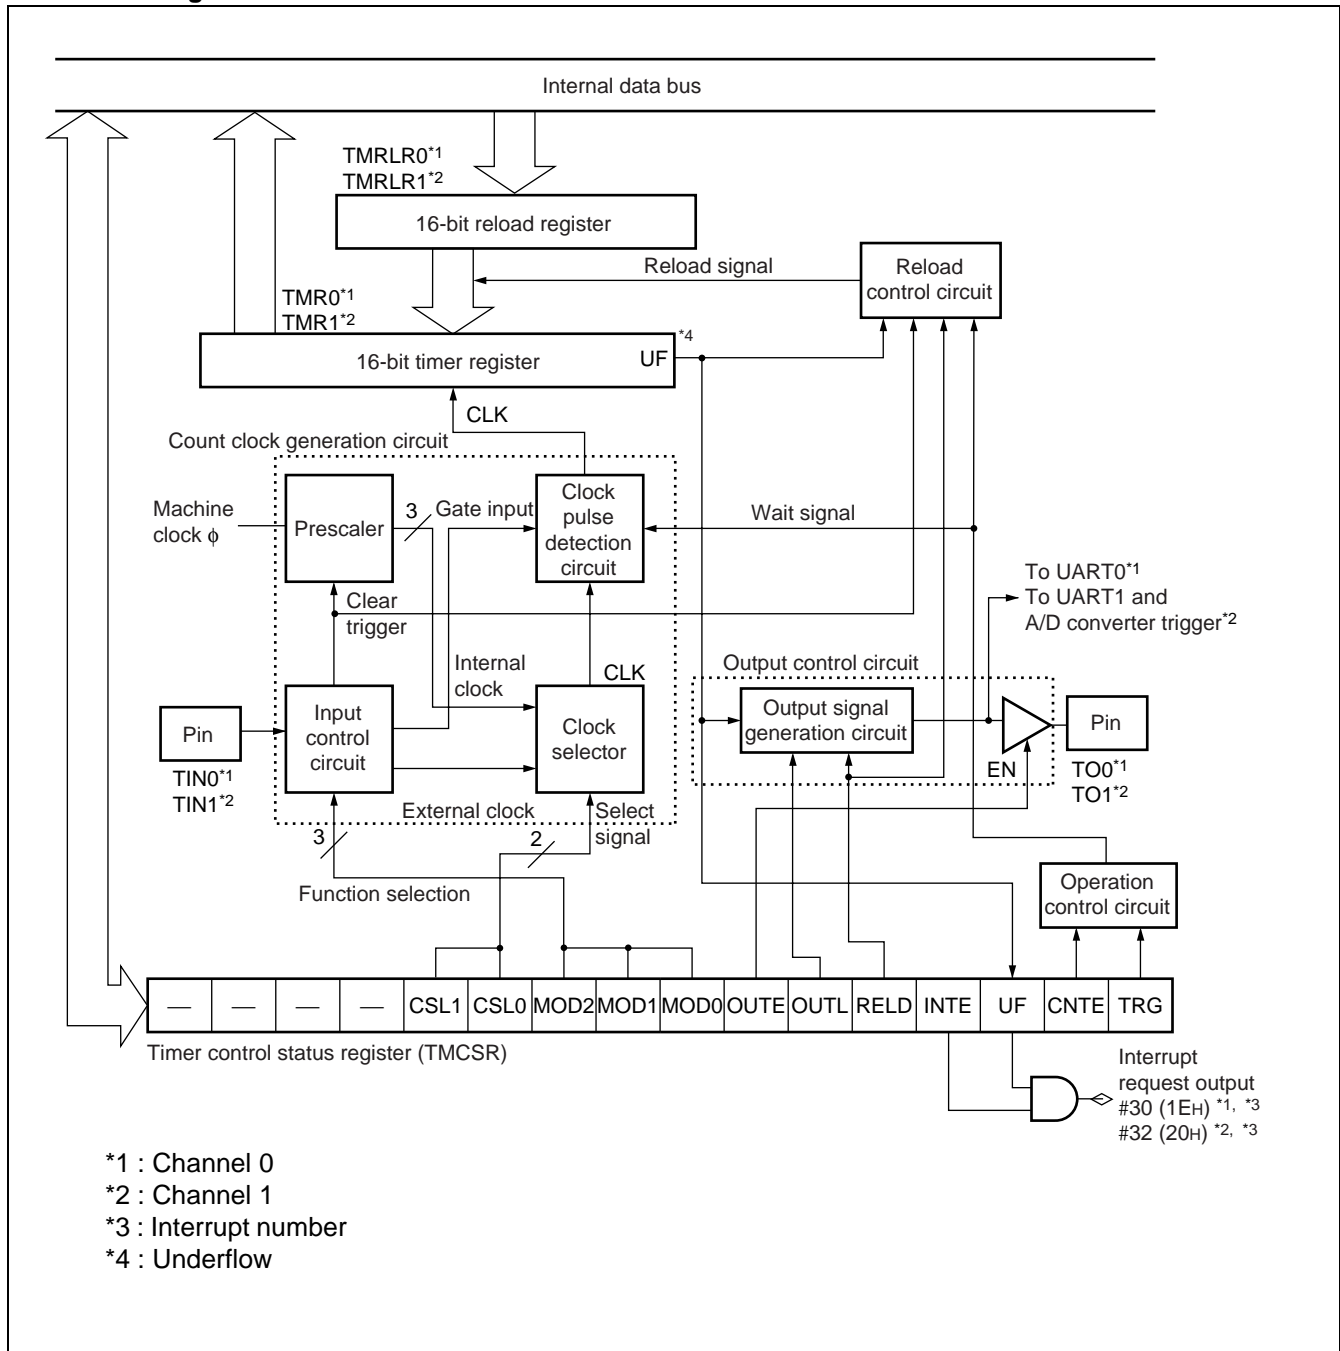 Internal data bus
TMRLR0*1
TMRLR1*2
16-bit reload register
Reload signal
Reload
control circuit
TMR0*1
TMR1*2
16-bit timer register
UF
*4
CLK
Count clock generation circuit
Machine
clock φ
Prescaler
3
Gate input
Clock
pulse
detection
circuit
Wait signal
Clear
trigger
To UART0*1
To UART1 and
A/D converter trigger*2
Internal
clock
CLK
Output control circuit
Pin
Input
control
circuit
Clock
selector
Output signal
generation circuit
Pin
EN
TIN0*1
TIN1*2
TO0*1
TO1*2
External clock
Select
signal
3
2
Function selection
Operation
control circuit
— — — — CSL1 CSL0 MOD2 MOD1 MOD0 OUTE OUTL RELD INTE UF CNTE TRG
Timer control status register (TMCSR)
Interrupt
request output
#30 (1EH) *1, *3
#32 (20H) *2, *3
*1 : Channel 0
*2 : Channel 1
*3 : Interrupt number
*4 : Underflow